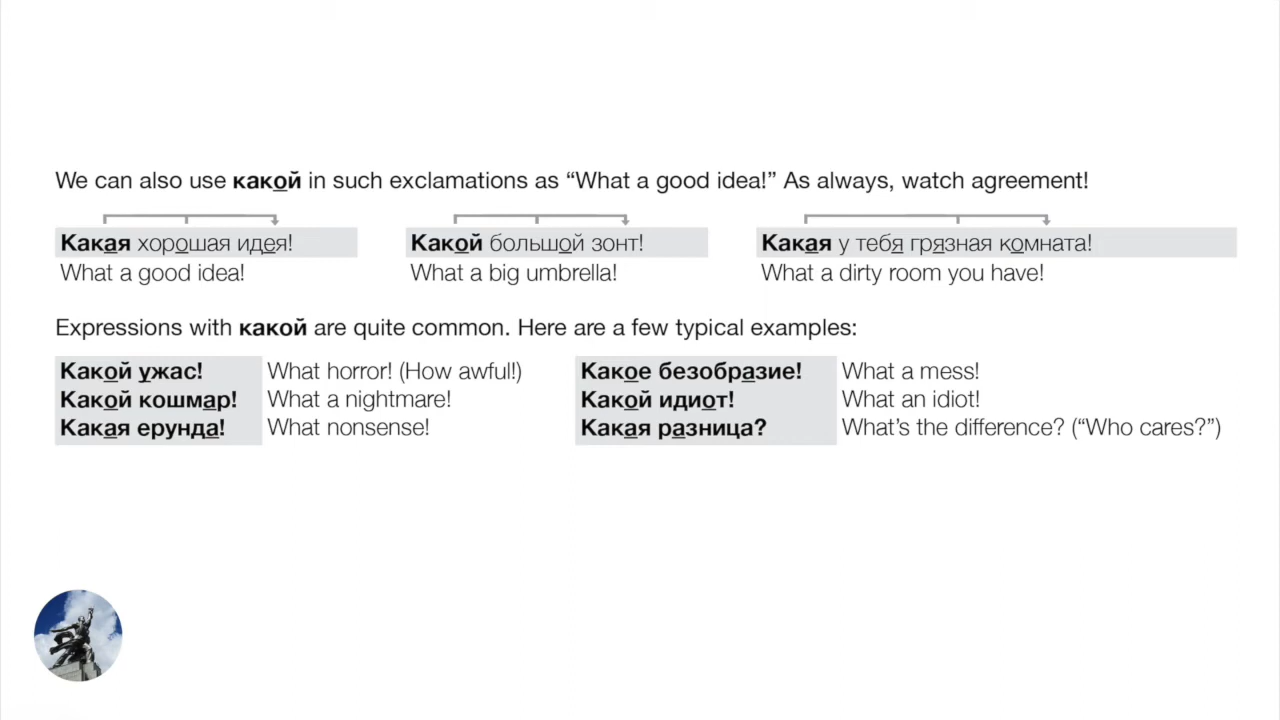 We can also use какой in such exclamations as “What a good idea!” As always, watch agreement!
Какая хорошая идея! Какой большой зонт! Какая у тебя грязная комната!
What a good idea! What a big umbrella! What a dirty room you have!
Expressions with какой are quite common. Here are a few typical examples:
Какой ужас! What horror! (How awful!) Какое безобразие! What a mess!
Какой кошмар! What a nightmare! Какой идиот! What an idiot!
Какая ерунда! What nonsense! Какая разница? What’s the difference? (“Who cares?”)